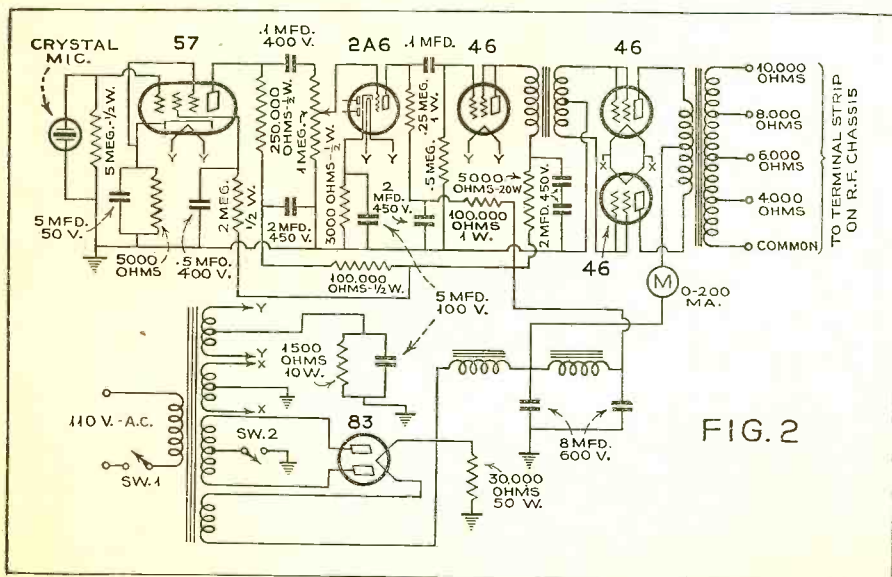 CRYSTAL
MIC.
57
.1 MFD.
400 V.
2A6
.1 MFD.
46
46
5 MEG.-½W.
250,000
OHMS-½W.
1 MEG.
3000 OHMS-½
.25 MEG.
1 W.
.5 MEG.
Y
Y
Y
Y
Y
Y
5 MFD.
50 V.
5000
OHMS
.5 MFD.
400 V.
2 MEG.
½ W.
2 MFD.
450 V.
2
MFD.
450 V.
100,000
OHMS
1 W.
5000
OHMS-20W
2 MFD.450V.
X
X
46
10,000
OHMS
8,000
OHMS
6,000
OHMS
4,000
OHMS
COMMON
TO TERMINAL STRIP
ON R.F. CHASSIS
M
0-200
MA.
100,000
OHMS-½W.
5 MFD.
100 V.
Y
Y
X
X
1500
OHMS
10 W.
110 V.-A.C.
SW.1
SW.2
83
30,000
OHMS
50 W.
8 MFD.
600 V.
FIG. 2